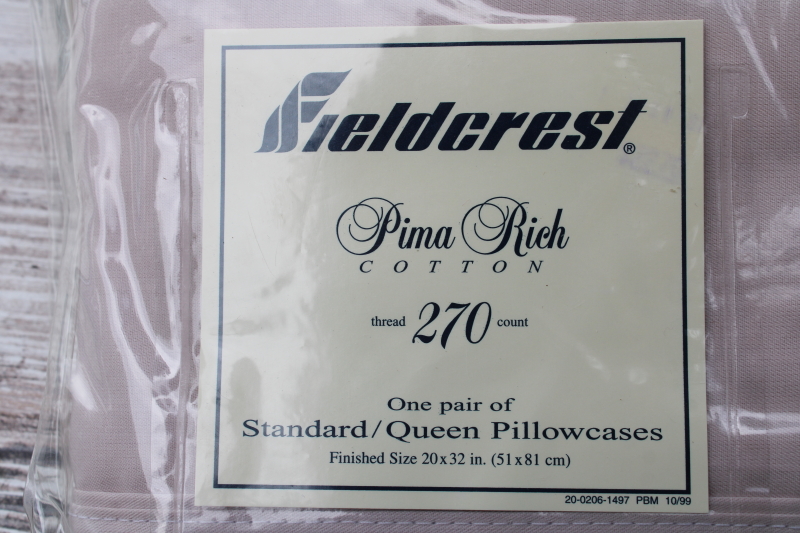 Fieldcrest®
Pima Rich
COTTON
thread 270 count
One pair of
Standard/Queen Pillowcases
Finished Size 20x32 in. (51x81 cm)
20-0206-1497 PBM 10/99